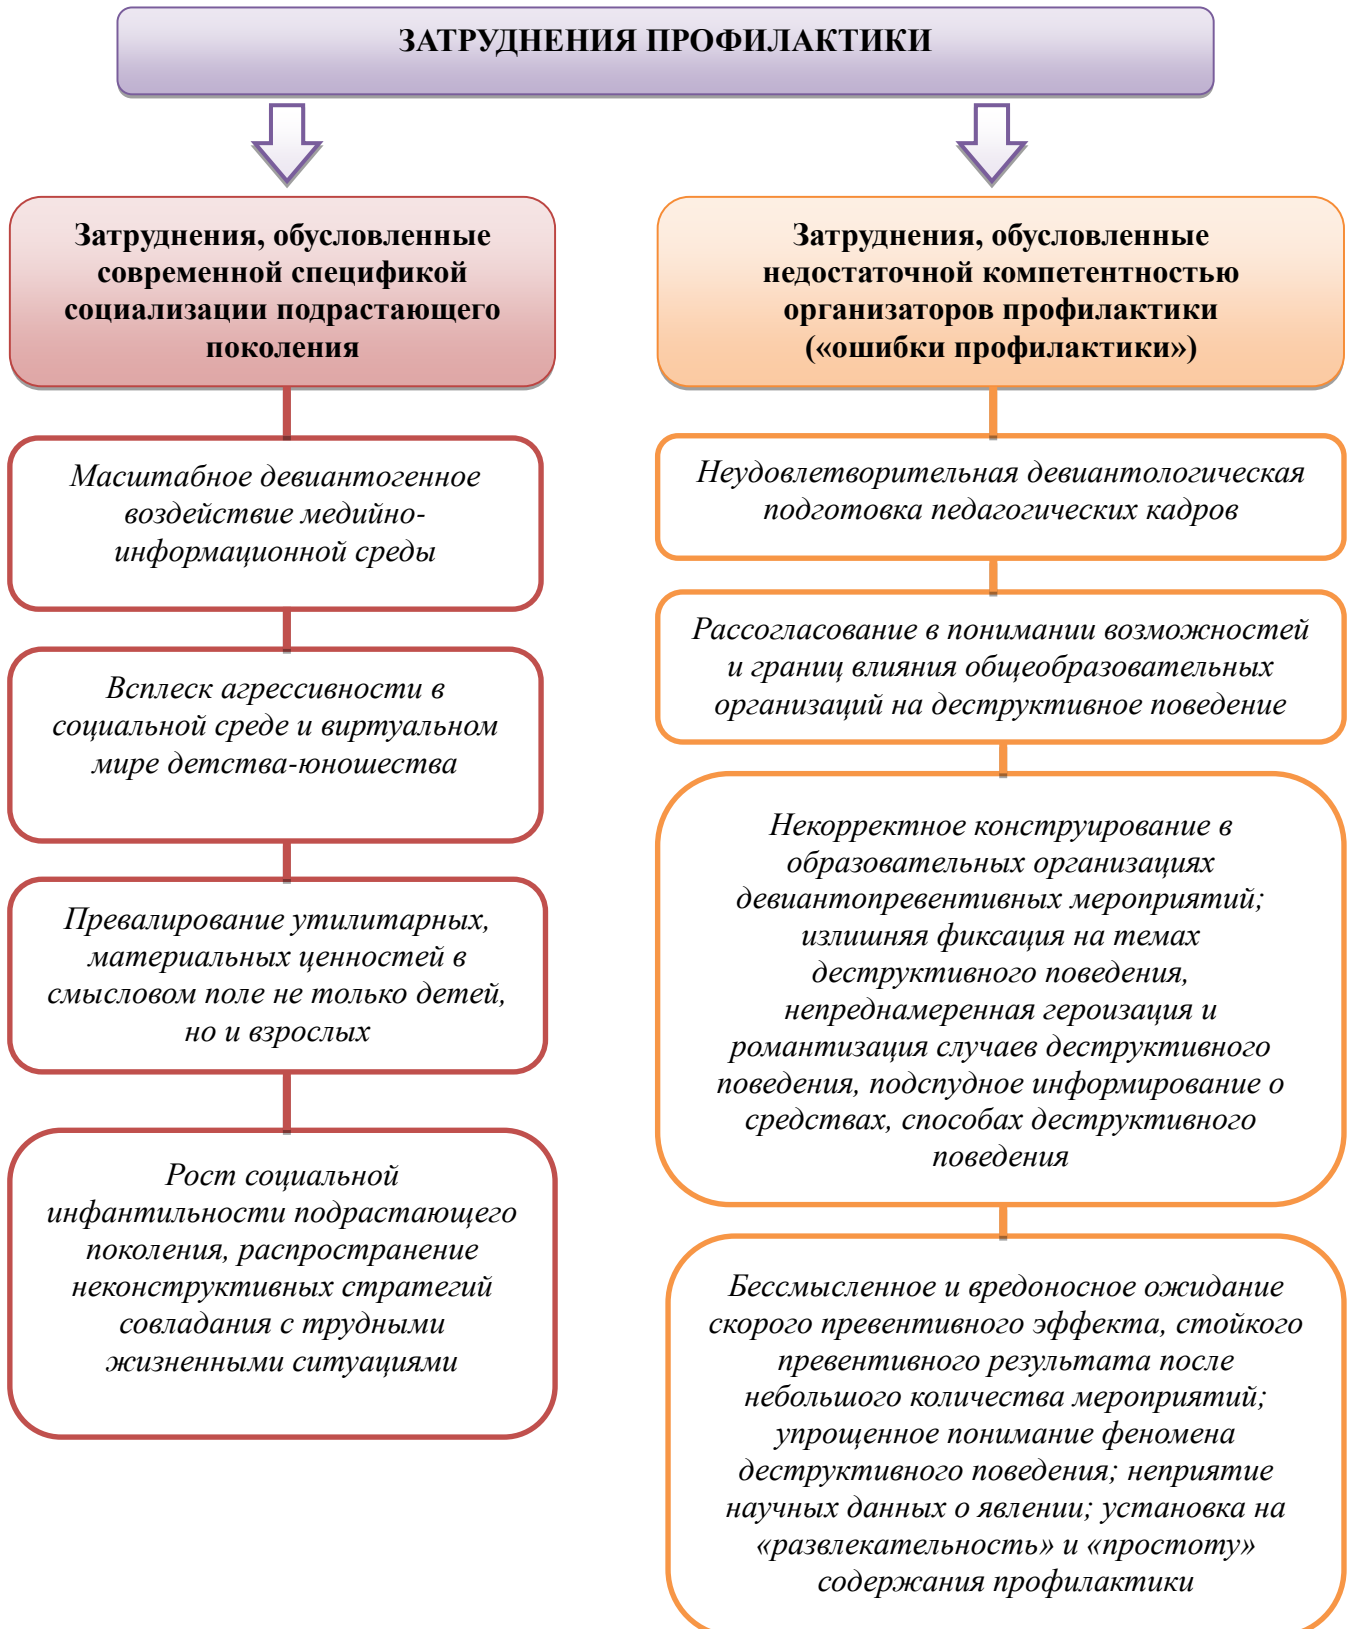 ЗАТРУДНЕНИЯ ПРОФИЛАКТИКИ
Затруднения, обусловленные
современной спецификой
социализации подрастающего
поколения
Масштабное девиантогенное
воздействие медийно-
информационной среды
Всплеск агрессивности в
социальной среде и виртуальном
мире детства-юношества
Превалирование утилитарных,
материальных ценностей в
смысловом поле не только детей,
но и взрослых
Рост социальной
инфантильности подрастающего
поколения, распространение
неконструктивных стратегий
совладания с трудными
жизненными ситуациями
Затруднения, обусловленные
недостаточной компетентностью
организаторов профилактики
(«ошибки профилактики»)
Неудовлетворительная девиантологическая
подготовка педагогических кадров
Рассогласование в понимании возможностей
и границ влияния общеобразовательных
организаций на деструктивное поведение
Некорректное конструирование в
образовательных организациях
девиантопревентивных мероприятий;
излишняя фиксация на темах
деструктивного поведения,
непреднамеренная героизация и
романтизация случаев деструктивного
поведения, подспудное информирование о
средствах, способах деструктивного
поведения
Бессмысленное и вредоносное ожидание
скорого превентивного эффекта, стойкого
превентивного результата после
небольшого количества мероприятий;
упрощенное понимание феномена
деструктивного поведения; неприятие
научных данных о явлении; установка на
«развлекательность» и «простоту»
содержания профилактики